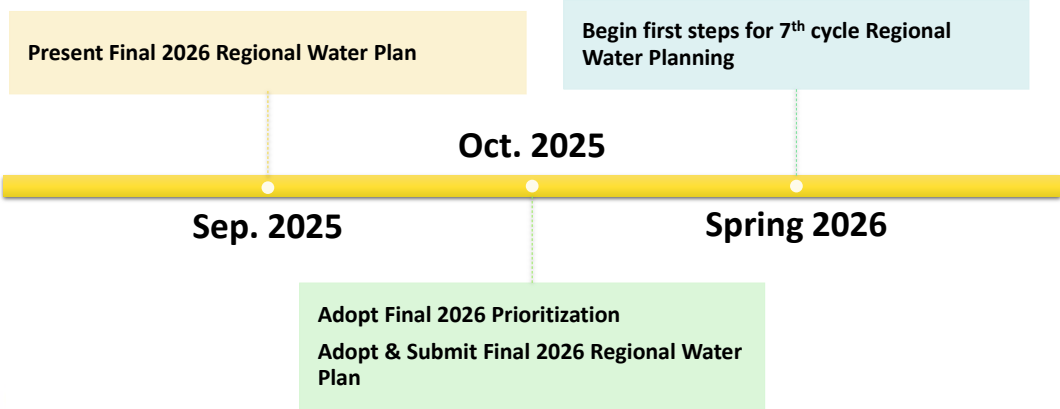 Present Final 2026 Regional Water Plan
Begin first steps for 7th cycle Regional
Water Planning
Oct. 2025
Sep. 2025
Spring 2026
Adopt Final 2026 Prioritization
Adopt & Submit Final 2026 Regional Water
Plan